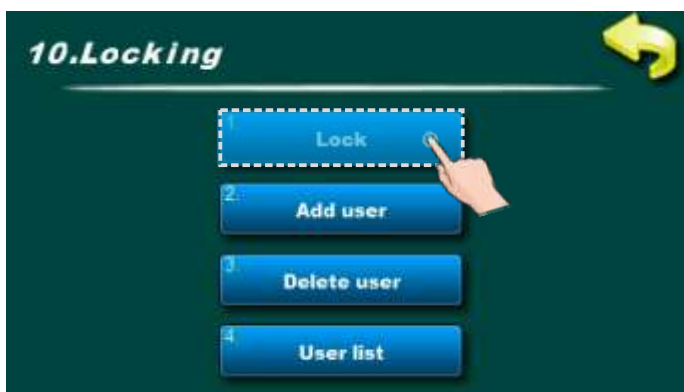 10.Locking
1
Lock
2.
Add user
3.
Delete user
4
User list